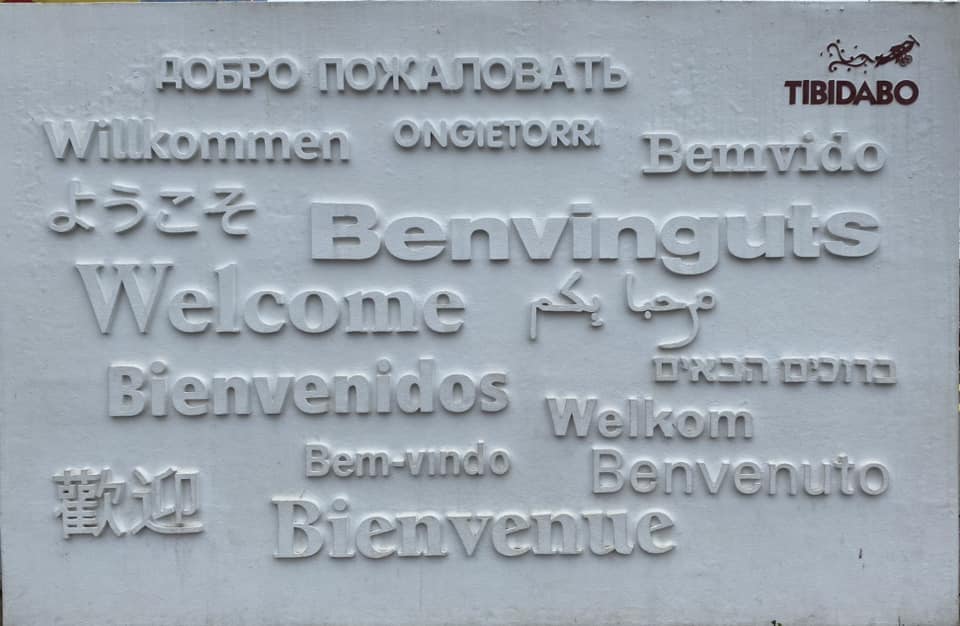 ДОБРО ПОЖАЛОВАТЬ
TIBIDABO
Willkommen
ONGIETORRI
Bemvido
ようこそ
Benvinguts
Welcome
مرحبا بكم
ברוכים הבאים
Bienvenidos
Welkom
Bem-vindo
Benvenuto
歡迎
Bienvenue